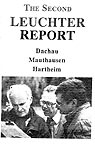 THE SECOND
LEUCHTER
REPORT
Dachau
Mauthausen
Hartheim